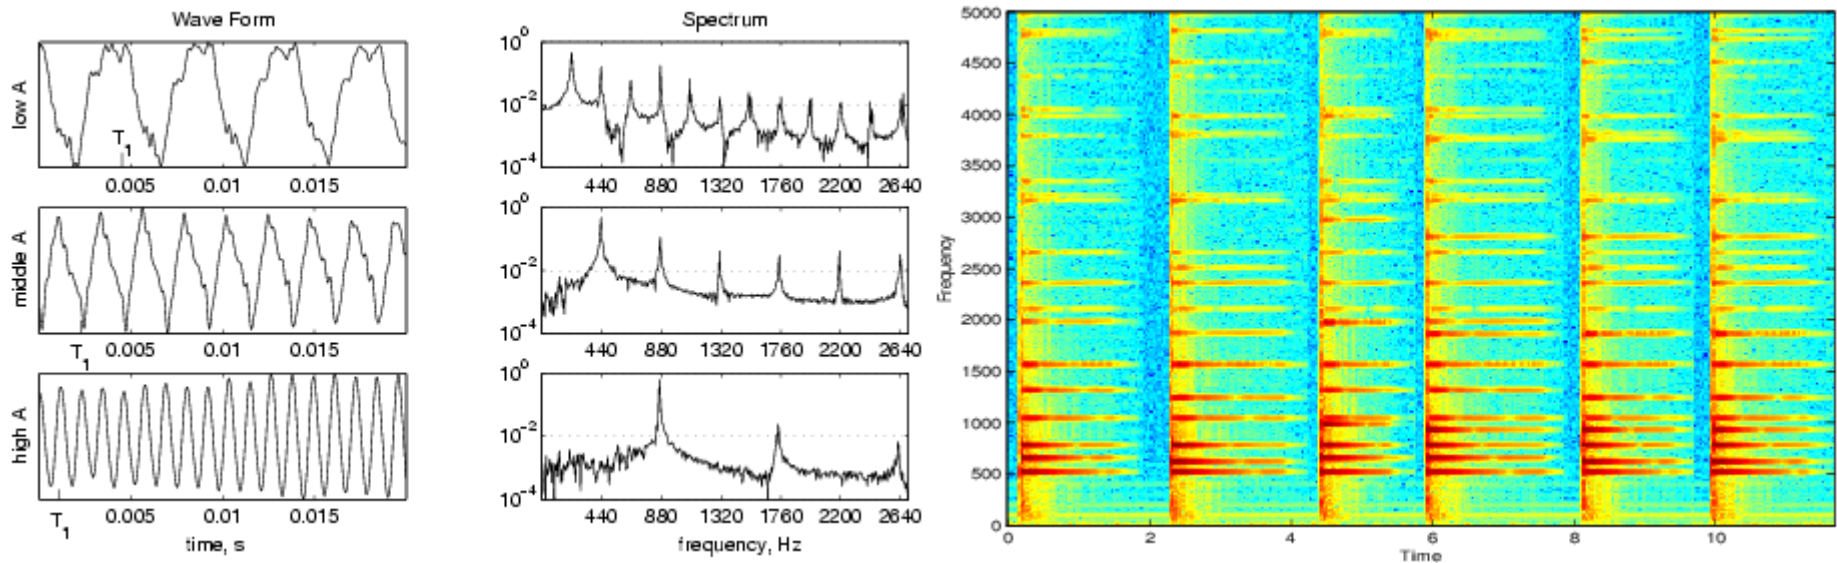 Wave Form
low A
T1
0.005 0.01 0.015
middle A
T1
0.005 0.01 0.015
high A
T1
0.005 0.01 0.015
time, s
Spectrum
10^0
10^-2
10^-4
440 880 1320 1760 2200 2640
10^0
10^-2
10^-4
440 880 1320 1760 2200 2640
10^0
10^-2
10^-4
440 880 1320 1760 2200 2640
frequency, Hz
Frequency
5000
4500
4000
3500
3000
2500
2000
1500
1000
500
0
0 2 4 6 8 10
Time